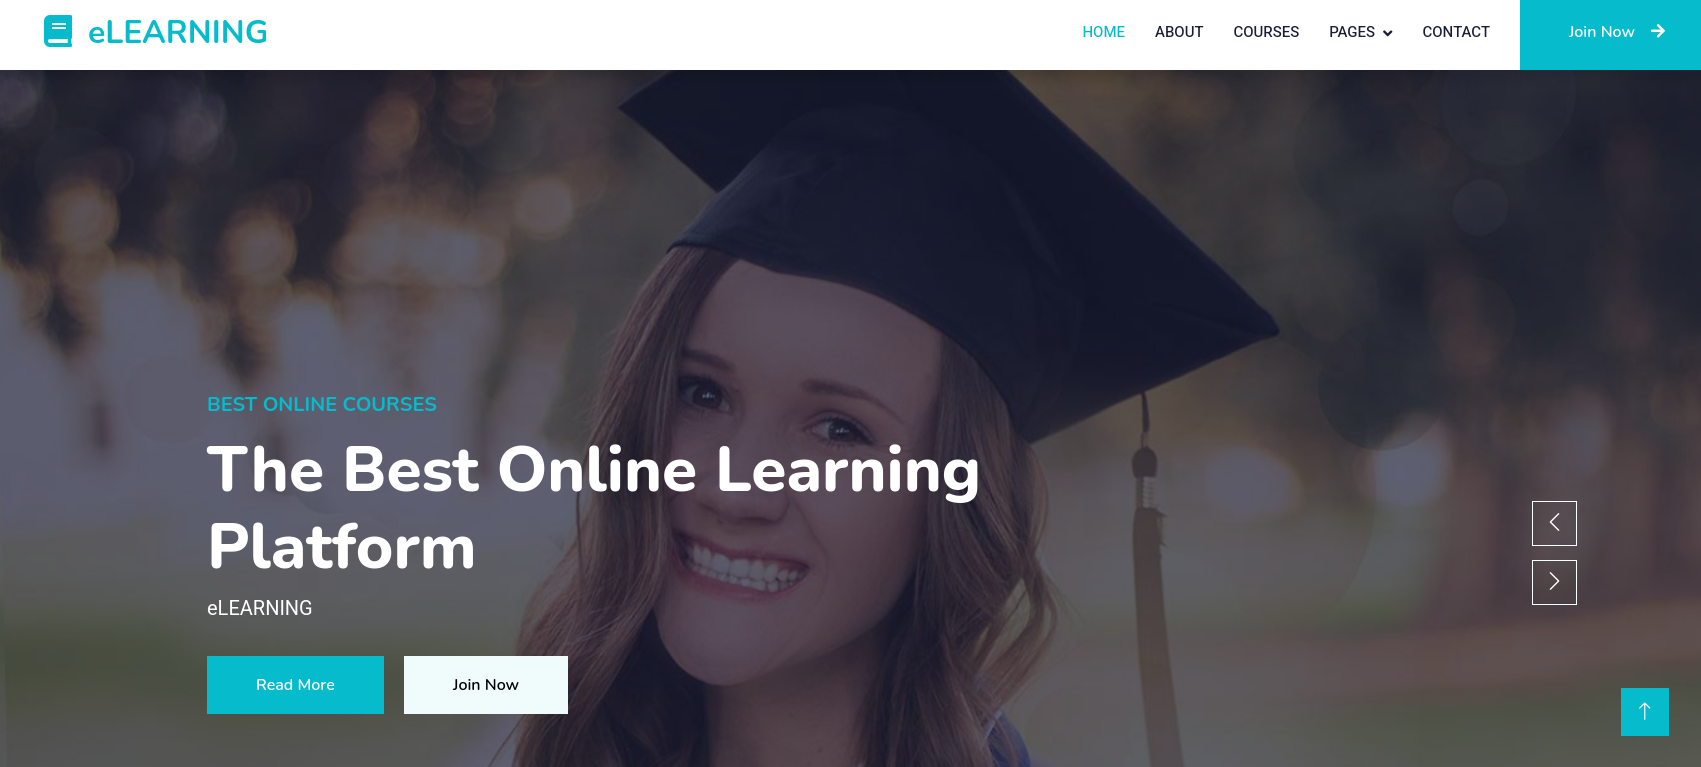 eLEARNING
HOME
ABOUT
COURSES
PAGES
CONTACT
Join Now
BEST ONLINE COURSES
The Best Online Learning
Platform
eLEARNING
Read More
Join Now